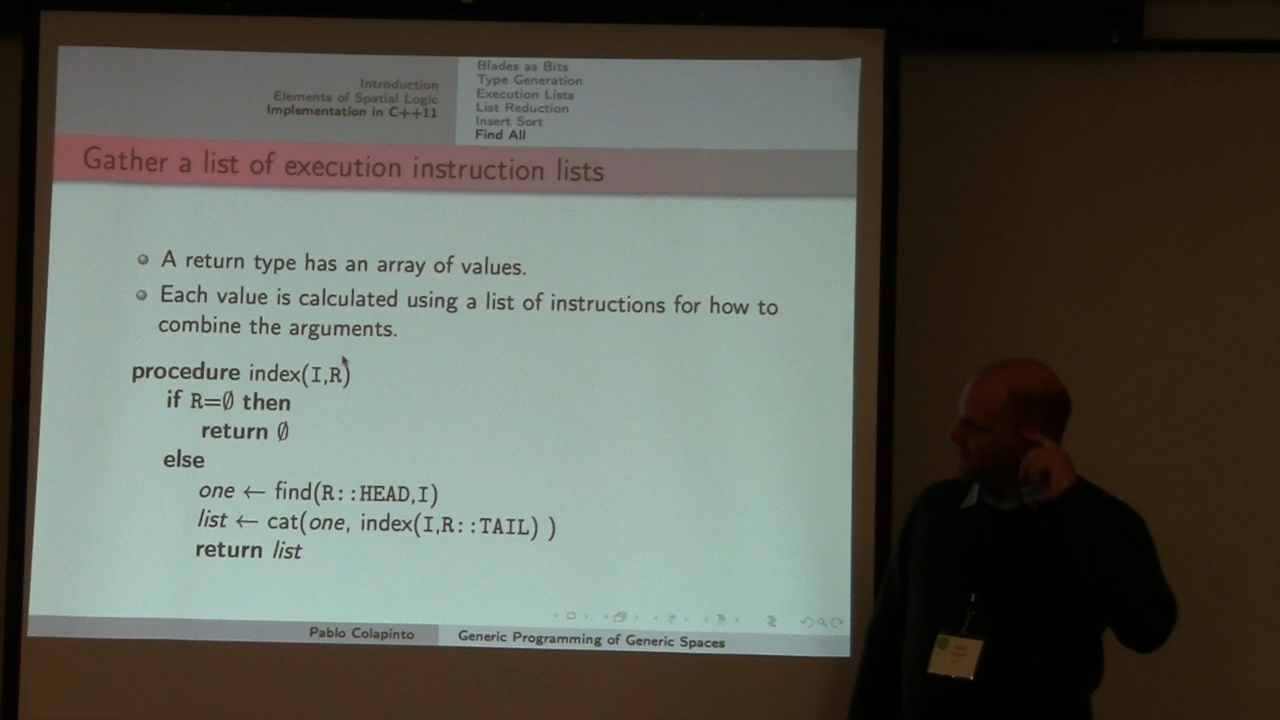 Introduction
Elements of Spatial Logic
Implementation in C++11
Blades as Bits
Type Generation
Execution Lists
List Reduction
Insert Sort
Find All
Gather a list of execution instruction lists
A return type has an array of values.
Each value is calculated using a list of instructions for how to
combine the arguments.
procedure index(I,R)
if R=∅ then
return ∅
else
one ← find(R::HEAD,I)
list ← cat(one, index(I,R::TAIL) )
return list
Pablo Colapinto
Generic Programming of Generic Spaces